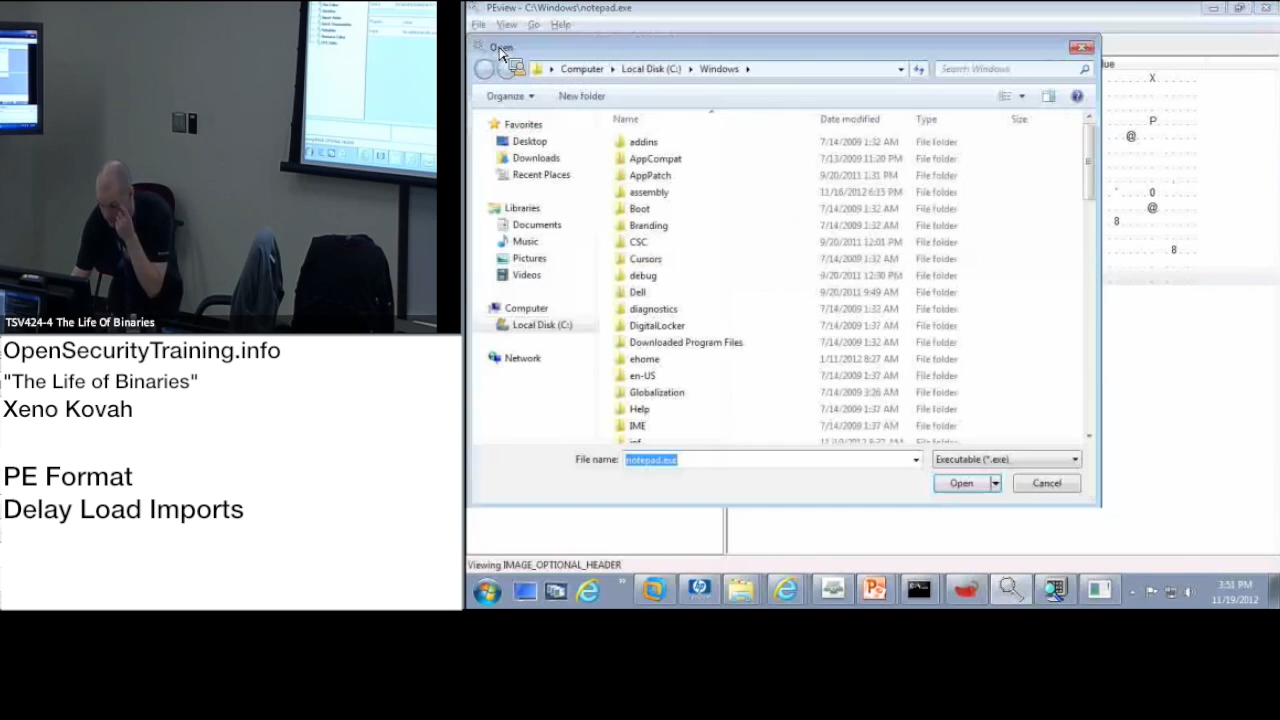 TSV424-4 The Life Of Binaries
OpenSecurityTraining.info
"The Life of Binaries"
Xeno Kovah
PE Format
Delay Load Imports
PEview - C:\Windows\notepad.exe
File View Go Help
Open
Computer Local Disk (C:) Windows
Search Windows
Organize New folder
Name Date modified Type Size
Favorites
Desktop
Downloads
Recent Places
Libraries
Documents
Music
Pictures
Videos
Computer
Local Disk (C:)
Network
addins 7/14/2009 1:32 AM File folder
AppCompat 7/13/2009 11:20 PM File folder
AppPatch 9/20/2011 1:31 PM File folder
assembly 11/16/2012 6:15 PM File folder
Boot 7/14/2009 1:32 AM File folder
Branding 7/14/2009 1:32 AM File folder
CSC 9/20/2011 12:01 PM File folder
Cursors 7/14/2009 1:32 AM File folder
debug 9/20/2011 12:30 PM File folder
Dell 9/20/2011 9:49 AM File folder
diagnostics 7/14/2009 1:32 AM File folder
DigitalLocker 7/14/2009 1:37 AM File folder
Downloaded Program Files 7/14/2009 1:32 AM File folder
ehome 1/11/2012 8:27 AM File folder
en-US 7/14/2009 1:37 AM File folder
Globalization 7/14/2009 3:26 AM File folder
Help 7/14/2009 1:37 AM File folder
IME 7/14/2009 1:37 AM File folder
File name: notepad.exe Executable (*.exe)
Open Cancel
X
P
@
0
@
8
8
Viewing IMAGE_OPTIONAL_HEADER
3:51 PM
11/19/2012